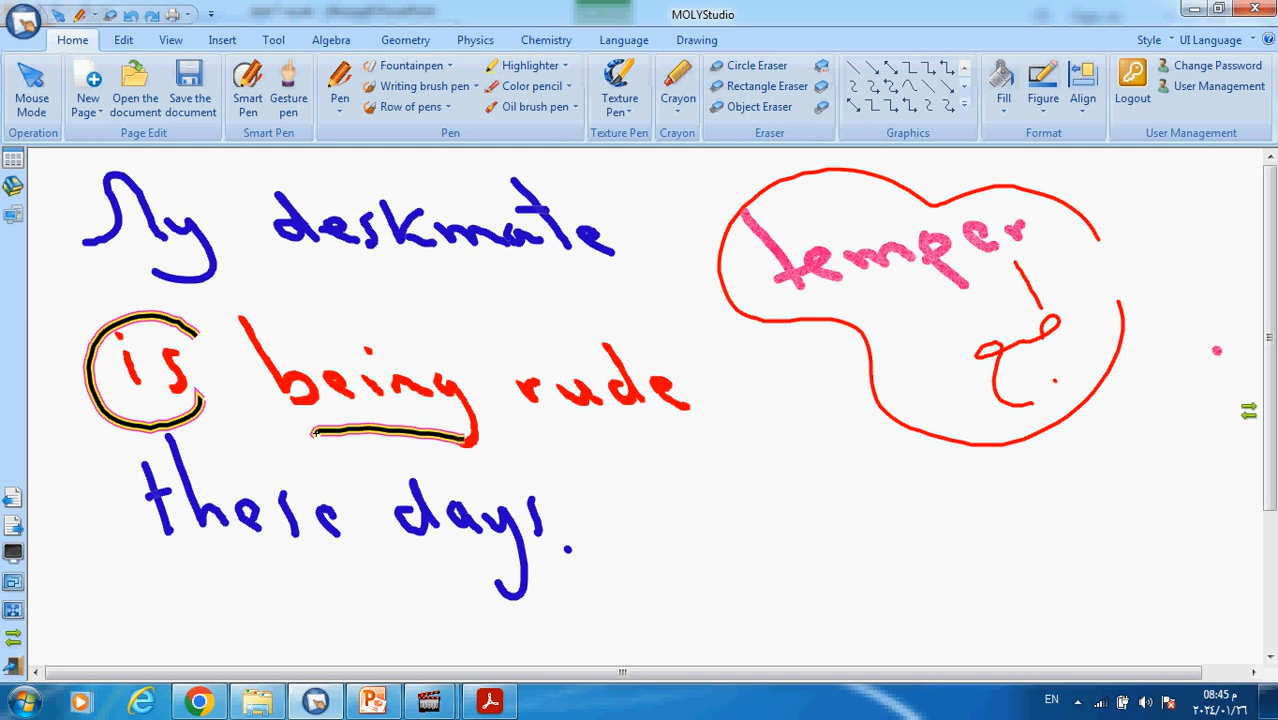 MOLYStudio
Home Edit View Insert Tool Algebra Geometry Physics Chemistry Language Drawing Style UI Language
Mouse Mode
Operation
New Page
Open the document
Save the document
Page Edit
Smart Pen
Gesture pen
Smart Pen
Pen
Fountainpen
Writing brush pen
Row of pens
Highlighter
Color pencil
Oil brush pen
Pen
Texture Pen
Texture Pen
Crayon
Crayon
Circle Eraser
Rectangle Eraser
Object Eraser
Eraser
Graphics
Fill
Figure
Align
Format
Logout
Change Password
User Management
User Management
My deskmate
is being rude
these days.
temper
EN
08:45 م
٢٠٢٤/٠١/٢٦